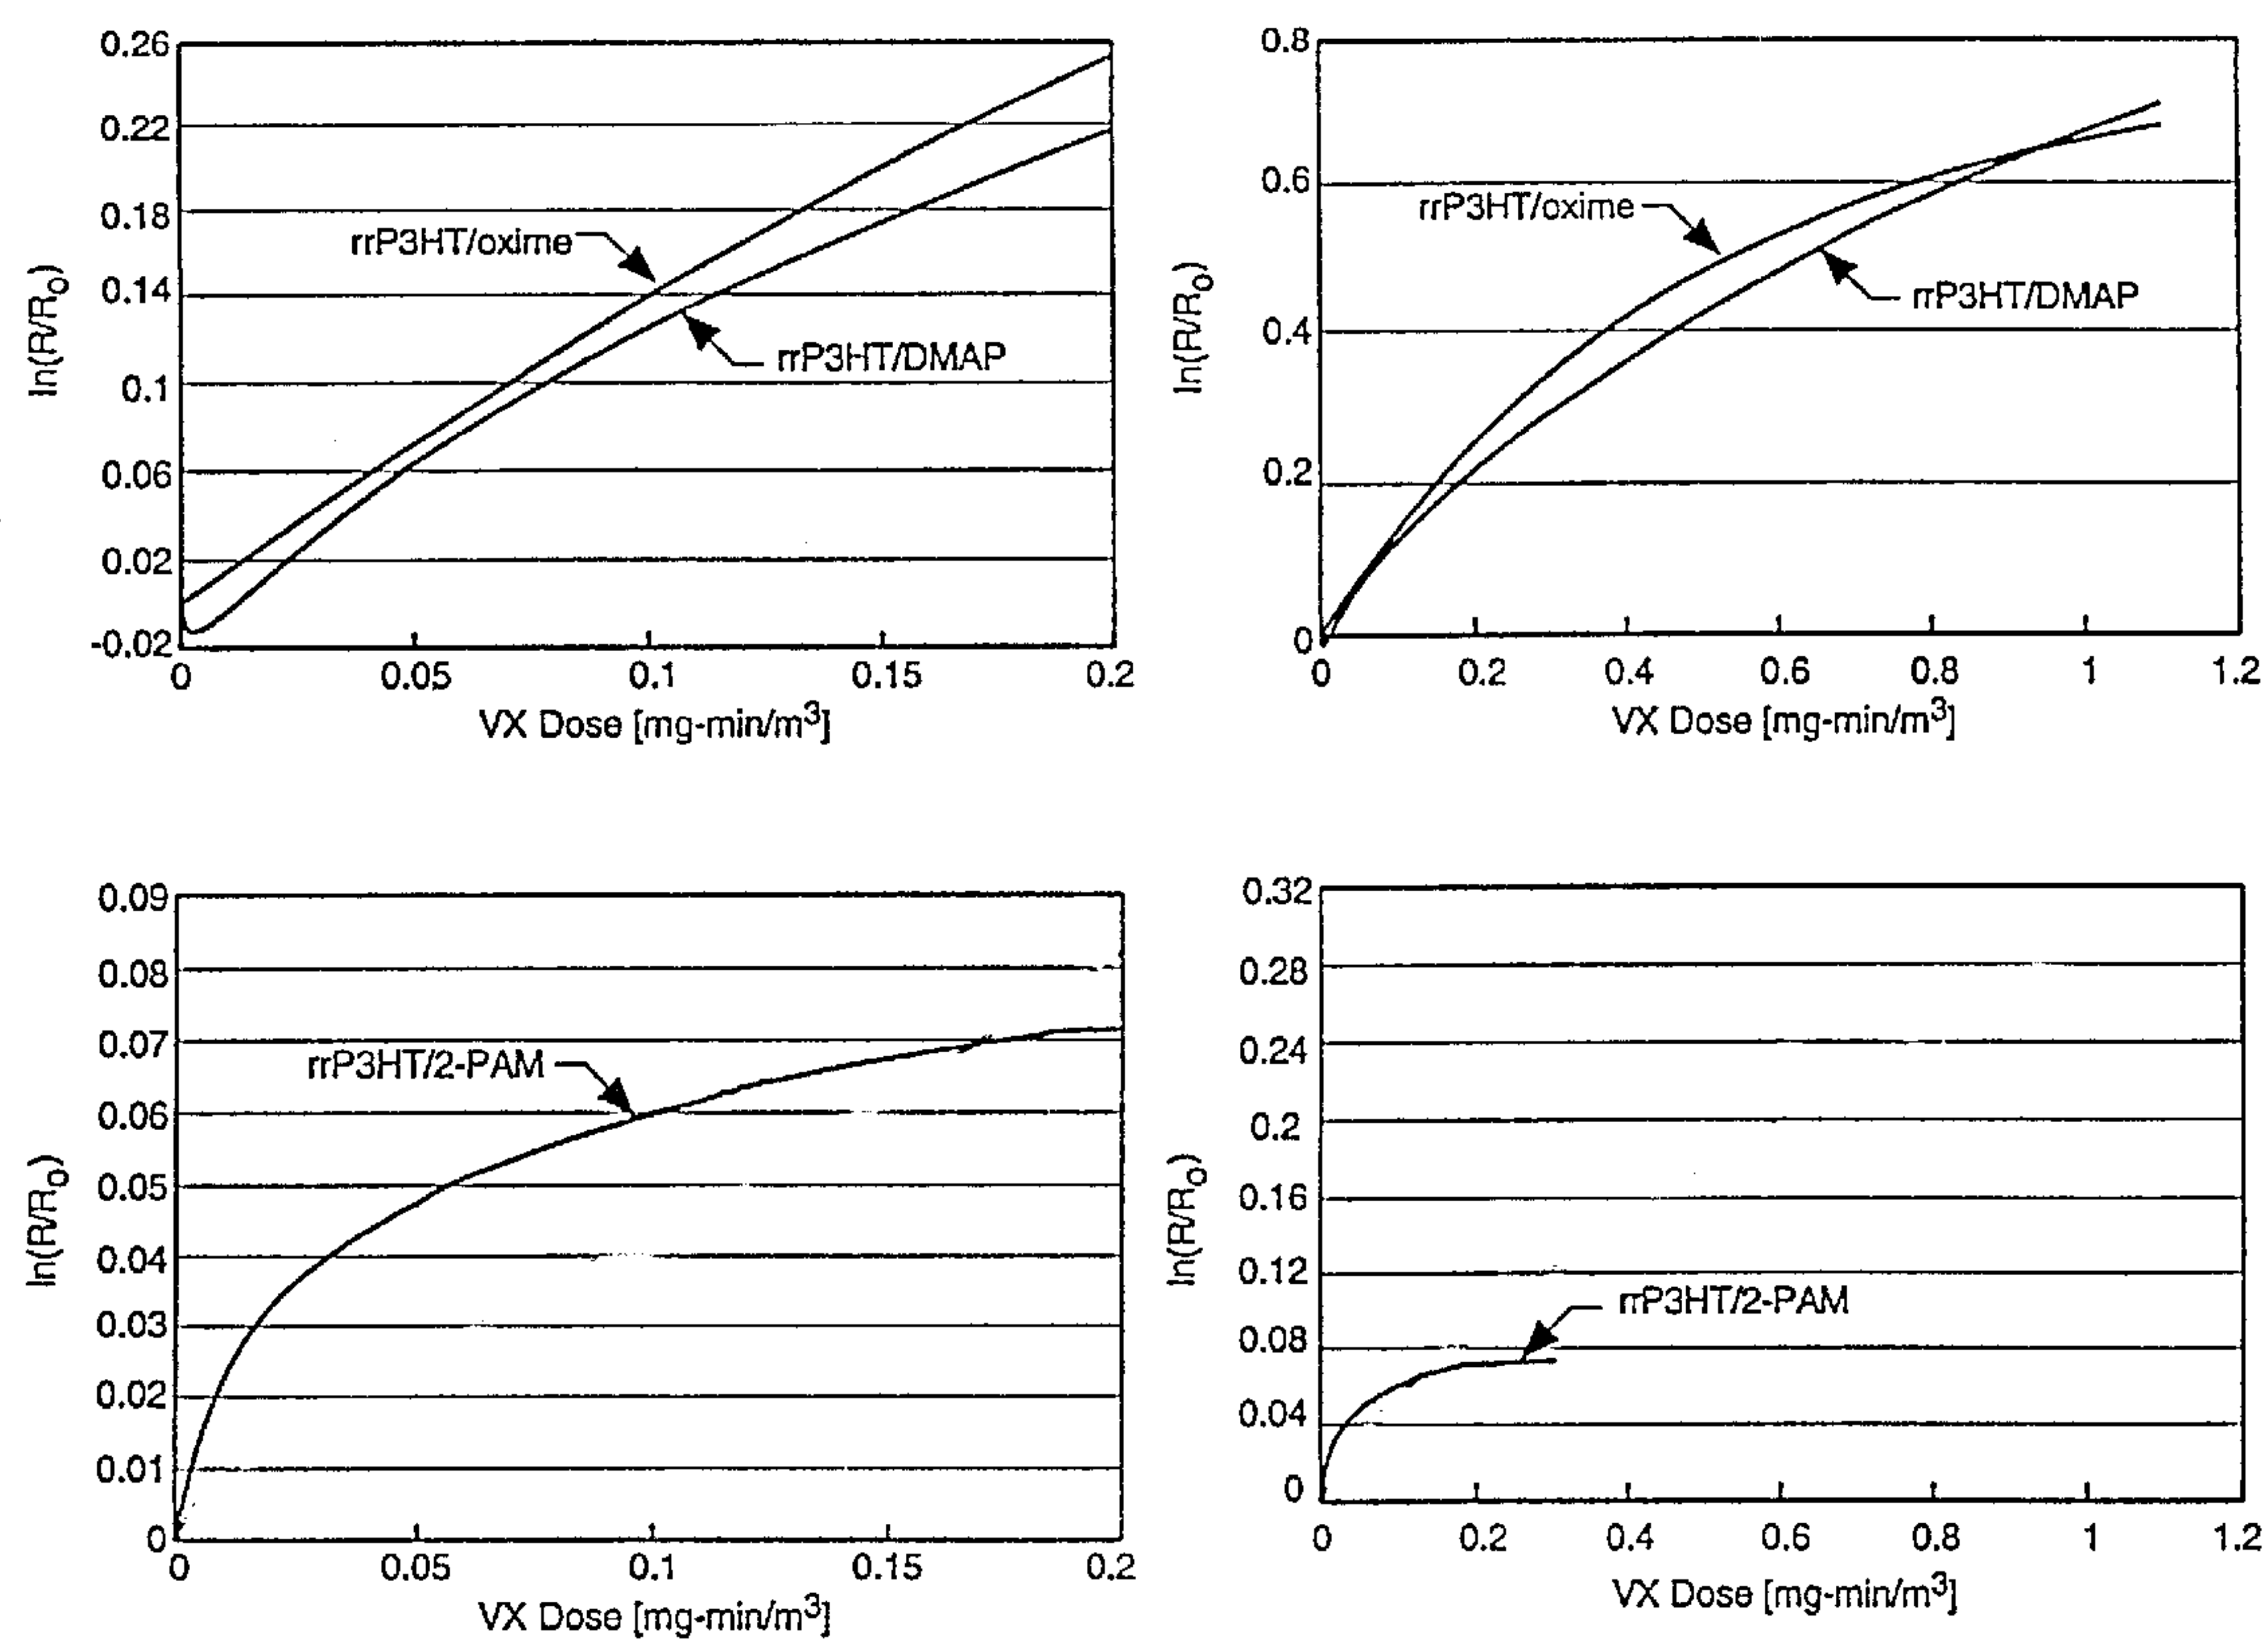 0.26
0.22
0.18
0.14
0.1
0.06
0.02
-0.02
ln(R/R0)
rrP3HT/oxime
rrP3HT/DMAP
0 0.05 0.1 0.15 0.2
VX Dose [mg-min/m3]
0.8
0.6
0.4
0.2
0
ln(R/R0)
rrP3HT/oxime
rrP3HT/DMAP
0 0.2 0.4 0.6 0.8 1 1.2
VX Dose [mg-min/m3]
0.09
0.08
0.07
0.06
0.05
0.04
0.03
0.02
0.01
0
ln(R/R0)
rrP3HT/2-PAM
0 0.05 0.1 0.15 0.2
VX Dose [mg-min/m3]
0.32
0.28
0.24
0.2
0.16
0.12
0.08
0.04
0
ln(R/R0)
rrP3HT/2-PAM
0 0.2 0.4 0.6 0.8 1 1.2
VX Dose [mg-min/m3]